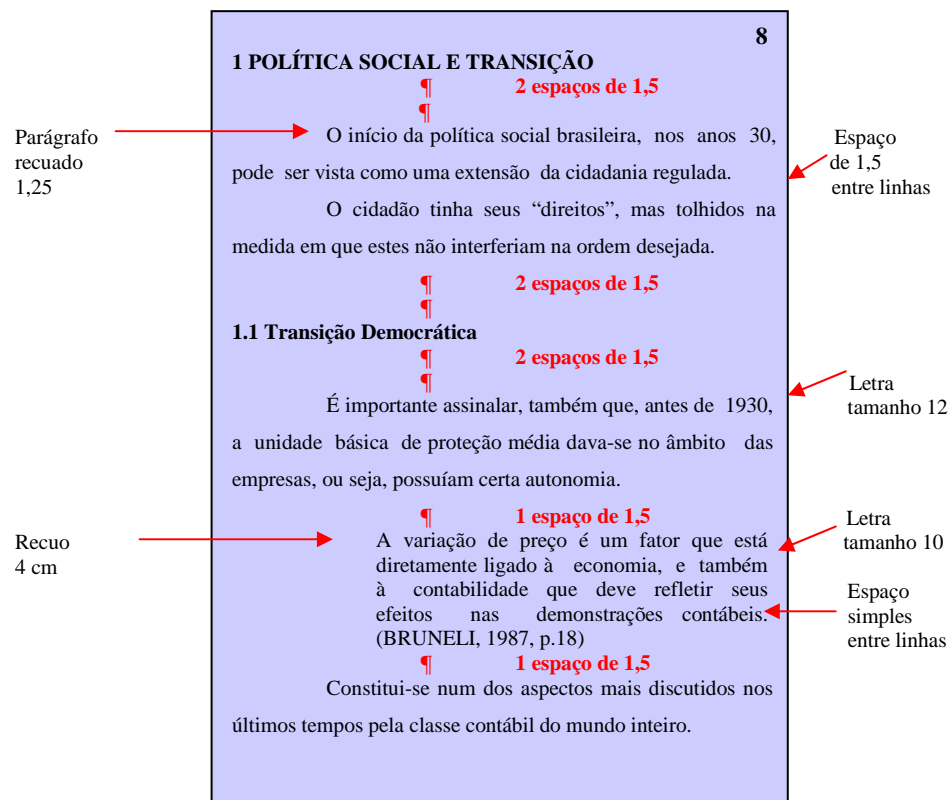 8
1 POLÍTICA SOCIAL E TRANSIÇÃO
¶ 2 espaços de 1,5
¶
Parágrafo
recuado
1,25
O início da política social brasileira, nos anos 30,
pode ser vista como uma extensão da cidadania regulada.
Espaço
de 1,5
entre linhas
O cidadão tinha seus “direitos”, mas tolhidos na
medida em que estes não interferiam na ordem desejada.
¶ 2 espaços de 1,5
¶
1.1 Transição Democrática
¶ 2 espaços de 1,5
¶
Letra
tamanho 12
É importante assinalar, também que, antes de 1930,
a unidade básica de proteção média dava-se no âmbito das
empresas, ou seja, possuíam certa autonomia.
¶ 1 espaço de 1,5
Recuo
4 cm
A variação de preço é um fator que está
diretamente ligado à economia, e também
à contabilidade que deve refletir seus
efeitos nas demonstrações contábeis.
(BRUNELI, 1987, p.18)
Letra
tamanho 10
Espaço
simples
entre linhas
¶ 1 espaço de 1,5
Constitui-se num dos aspectos mais discutidos nos
últimos tempos pela classe contábil do mundo inteiro.